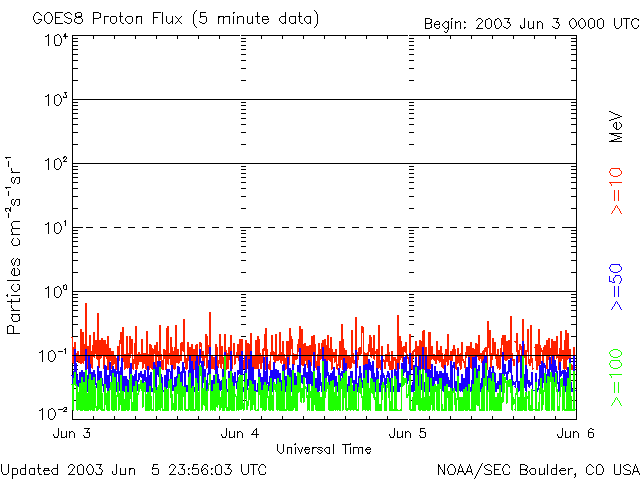 GOES8 Proton Flux (5 minute data)
Begin: 2003 Jun 3 0000 UTC
Particles cm⁻²s⁻¹sr⁻¹
10⁴
10³
10²
10¹
10⁰
10⁻¹
10⁻²
Jun 3 Jun 4 Jun 5 Jun 6
Universal Time
MeV
>=10
>=50
>=100
Updated 2003 Jun 5 23:56:03 UTC
NOAA/SEC Boulder, CO USA